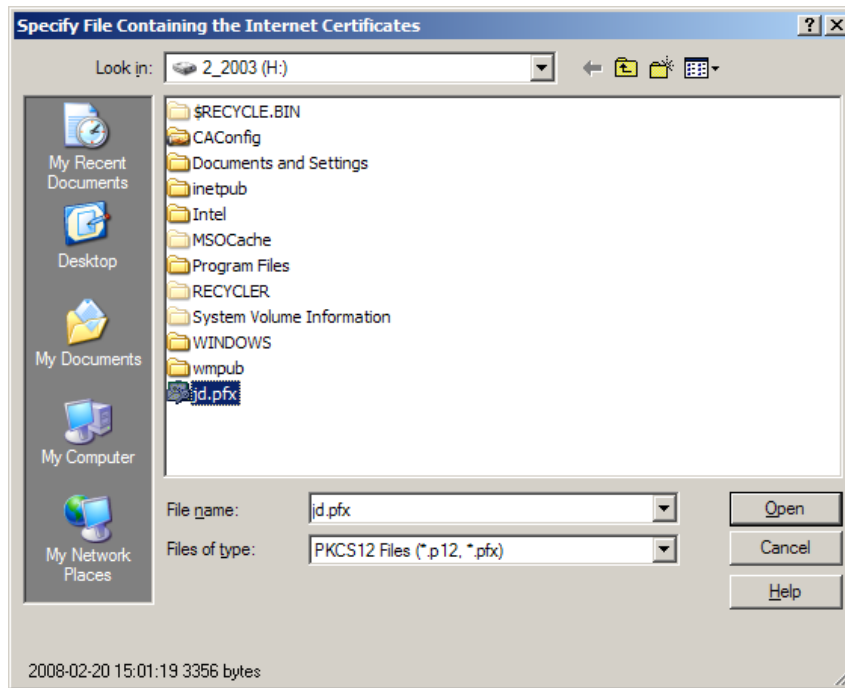 Specify File Containing the Internet Certificates
Look in: 2_2003 (H:)
My Recent
Documents
Desktop
My Documents
My Computer
My Network
Places
$RECYCLE.BIN
CAConfig
Documents and Settings
inetpub
Intel
MSOCache
Program Files
RECYCLER
System Volume Information
WINDOWS
wmpub
jd.pfx
File name: jd.pfx Open
Files of type: PKCS12 Files (*.p12, *.pfx) Cancel
Help
2008-02-20 15:01:19 3356 bytes